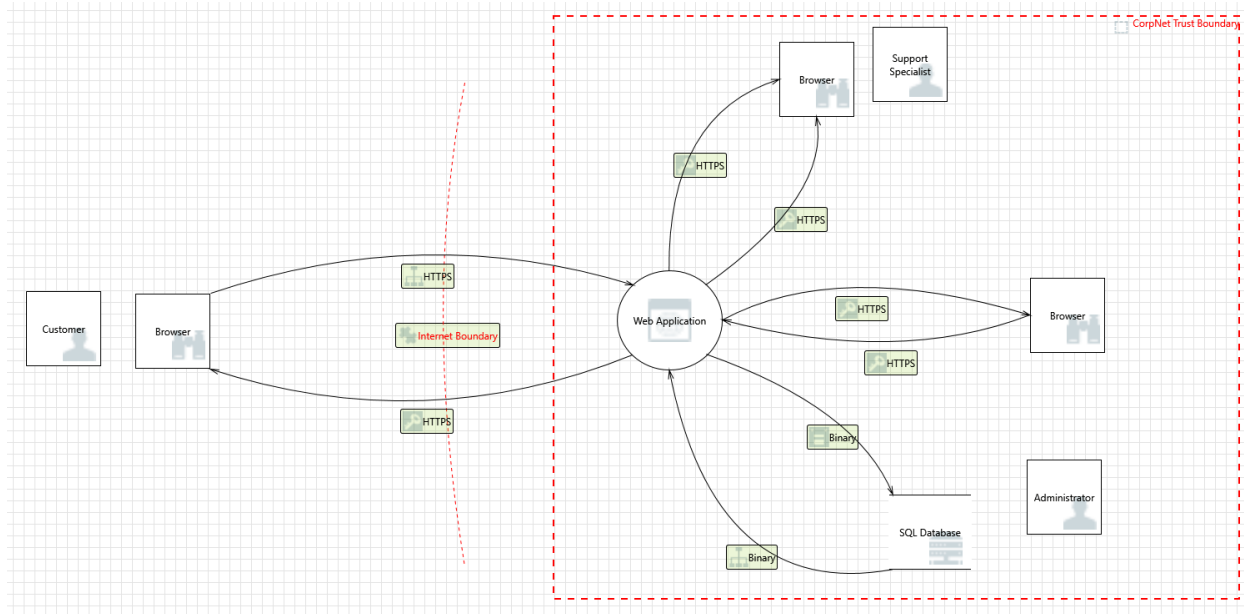 CorpNet Trust Boundary
Support
Specialist
Browser
HTTPS
HTTPS
HTTPS
Customer
Browser
Internet Boundary
Web Application
HTTPS
Browser
HTTPS
HTTPS
Binary
Administrator
SQL Database
Binary